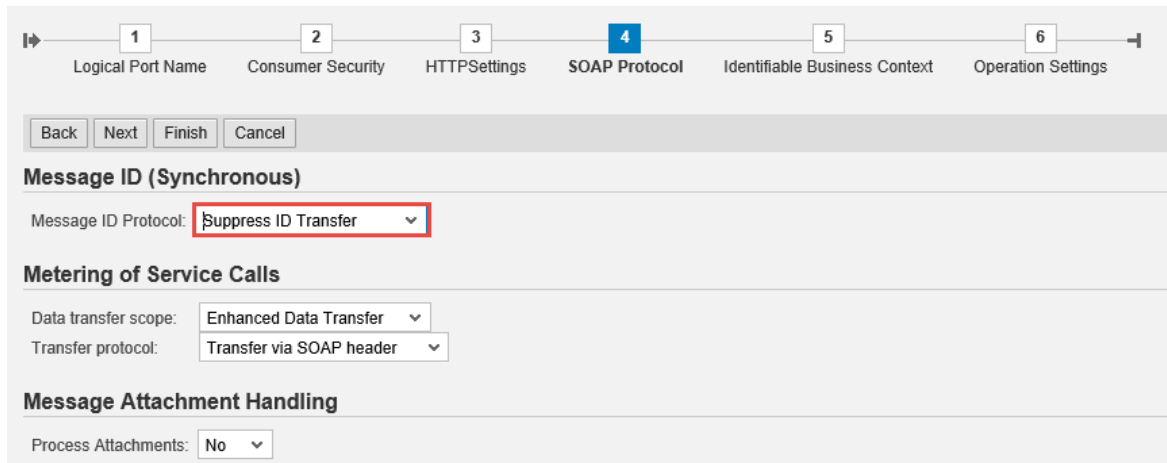 1 2 3 4 5 6
Logical Port Name Consumer Security HTTPSettings SOAP Protocol Identifiable Business Context Operation Settings
Back Next Finish Cancel
Message ID (Synchronous)
Message ID Protocol: Suppress ID Transfer
Metering of Service Calls
Data transfer scope: Enhanced Data Transfer
Transfer protocol: Transfer via SOAP header
Message Attachment Handling
Process Attachments: No